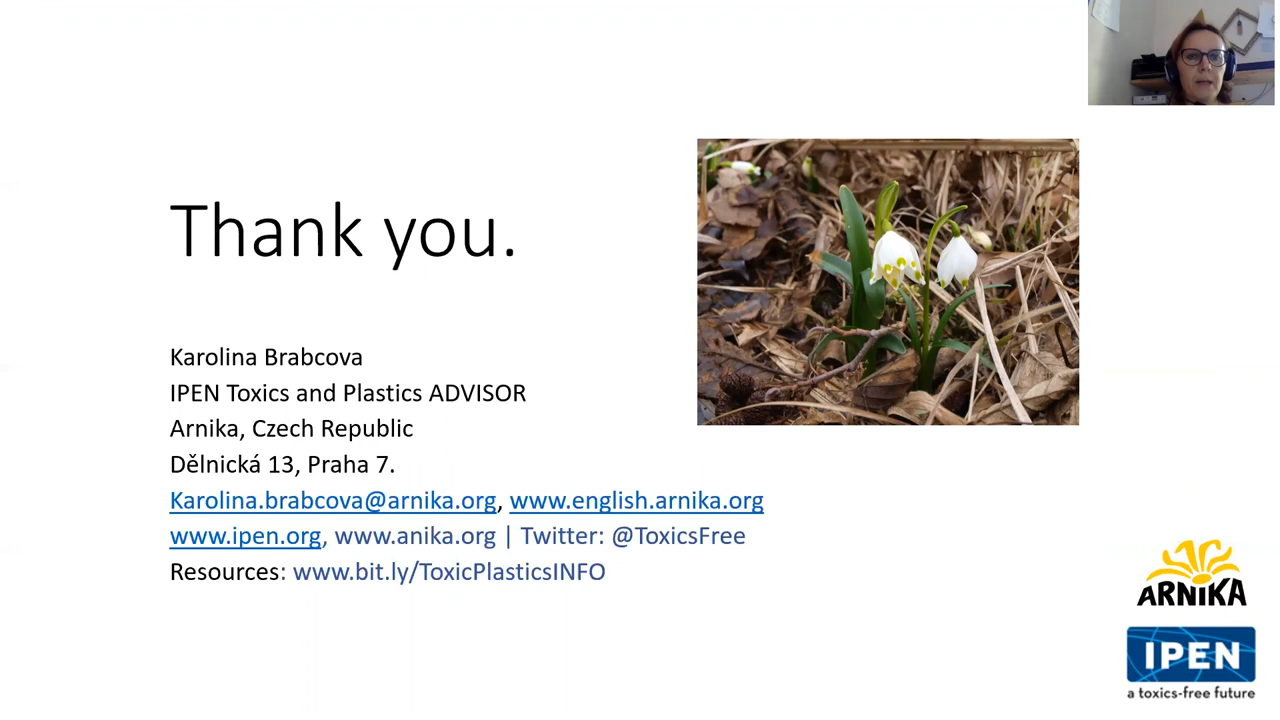 Thank you.
Karolina Brabcova
IPEN Toxics and Plastics ADVISOR
Arnika, Czech Republic
Dělnická 13, Praha 7.
Karolina.brabcova@arnika.org, www.english.arnika.org
www.ipen.org, www.anika.org | Twitter: @ToxicsFree
Resources: www.bit.ly/ToxicPlasticsINFO
ARNIKA
IPEN
a toxics-free future